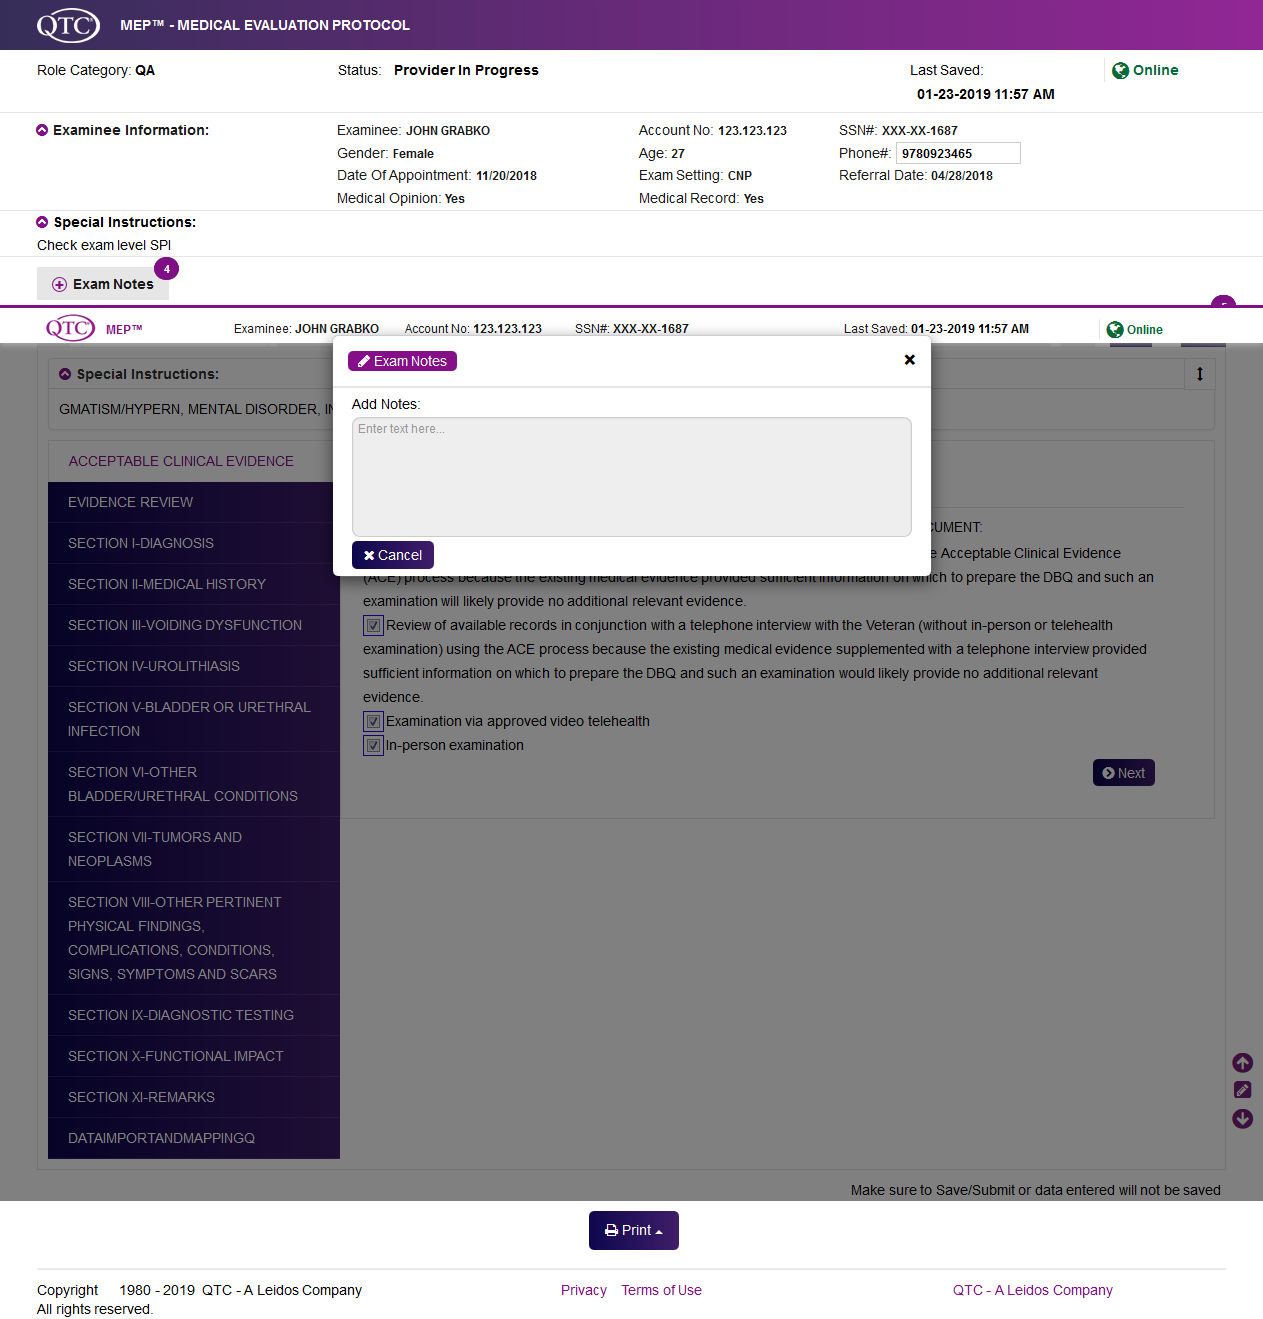 QTC MEP™ - MEDICAL EVALUATION PROTOCOL
Role Category: QA Status: Provider In Progress Last Saved: Online
01-23-2019 11:57 AM
Examinee Information: Examinee: JOHN GRABKO Account No: 123.123.123 SSN#: XXX-XX-1687
Gender: Female Age: 27 Phone#: 9780923465
Date Of Appointment: 11/20/2018 Exam Setting: CNP Referral Date: 04/28/2018
Medical Opinion: Yes Medical Record: Yes
Special Instructions:
Check exam level SPI
4
Exam Notes
QTC MEP™ Examinee: JOHN GRABKO Account No: 123.123.123 SSN#: XXX-XX-1687 Last Saved: 01-23-2019 11:57 AM Online
Exam Notes
Special Instructions:
Add Notes:
GMATISM/HYPERN, MENTAL DISORDER,
Enter text here...
ACCEPTABLE CLINICAL EVIDENCE
EVIDENCE REVIEW
CUMENT:
SECTION I-DIAGNOSIS
Cancel
e Acceptable Clinical Evidence
(ACE) process because the existing medical evidence provided sufficient information on which to prepare the DBQ and such an
SECTION II-MEDICAL HISTORY
examination will likely provide no additional relevant evidence.
SECTION III-VOIDING DYSFUNCTION
Review of available records in conjunction with a telephone interview with the Veteran (without in-person or telehealth
examination) using the ACE process because the existing medical evidence supplemented with a telephone interview provided
SECTION IV-UROLITHIASIS
sufficient information on which to prepare the DBQ and such an examination would likely provide no additional relevant
evidence.
SECTION V-BLADDER OR URETHRAL
INFECTION
Examination via approved video telehealth
In-person examination
Next
SECTION VI-OTHER
BLADDER/URETHRAL CONDITIONS
SECTION VII-TUMORS AND
NEOPLASMS
SECTION VIII-OTHER PERTINENT
PHYSICAL FINDINGS,
COMPLICATIONS, CONDITIONS,
SIGNS, SYMPTOMS AND SCARS
SECTION IX-DIAGNOSTIC TESTING
SECTION X-FUNCTIONAL IMPACT
SECTION XI-REMARKS
DATAIMPORTANDMAPPINGQ
Make sure to Save/Submit or data entered will not be saved
Print
Copyright 1980 - 2019 QTC - A Leidos Company Privacy Terms of Use QTC - A Leidos Company
All rights reserved.